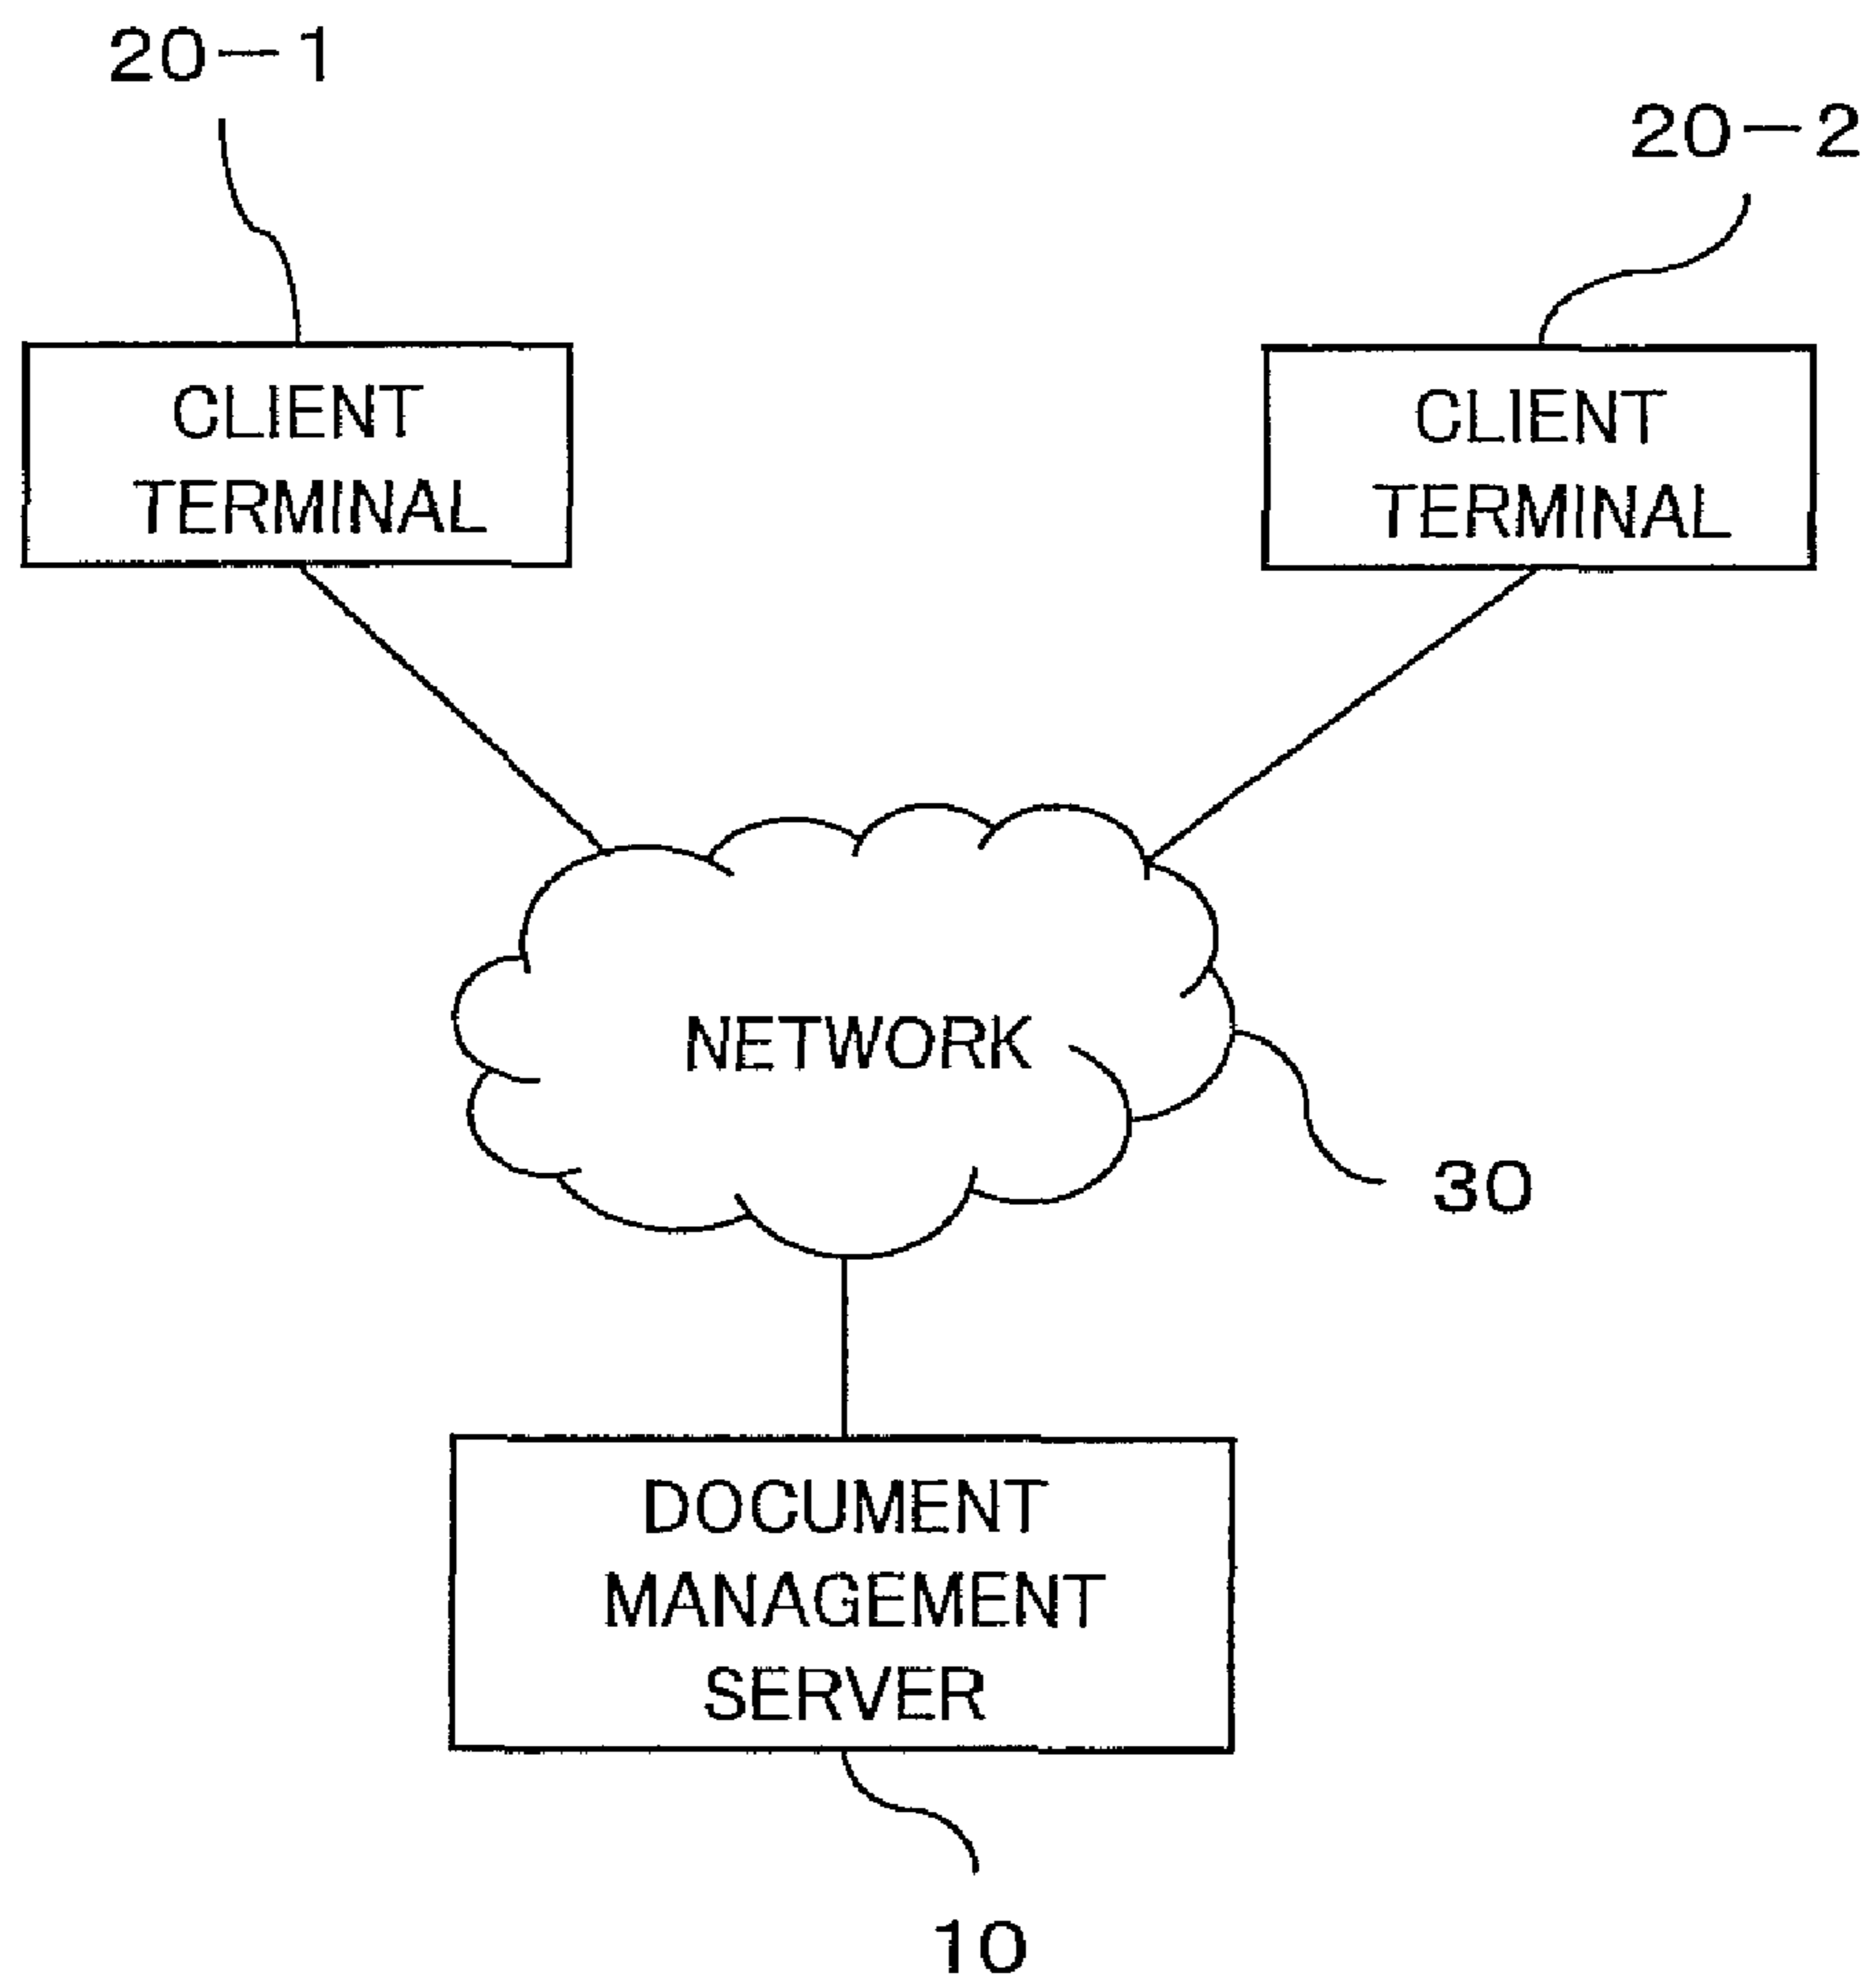 20-1
20-2
CLIENT
TERMINAL
CLIENT
TERMINAL
NETWORK
30
DOCUMENT
MANAGEMENT
SERVER
10